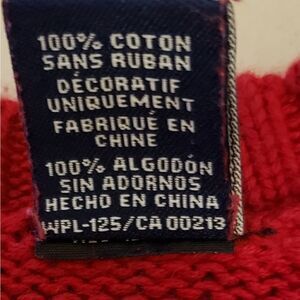 100% COTON
SANS RUBAN
DÉCORATIF
UNIQUEMENT
FABRIQUÉ EN
CHINE
100% ALGODÓN
SIN ADORNOS
HECHO EN CHINA
WPL-125/CA 00213